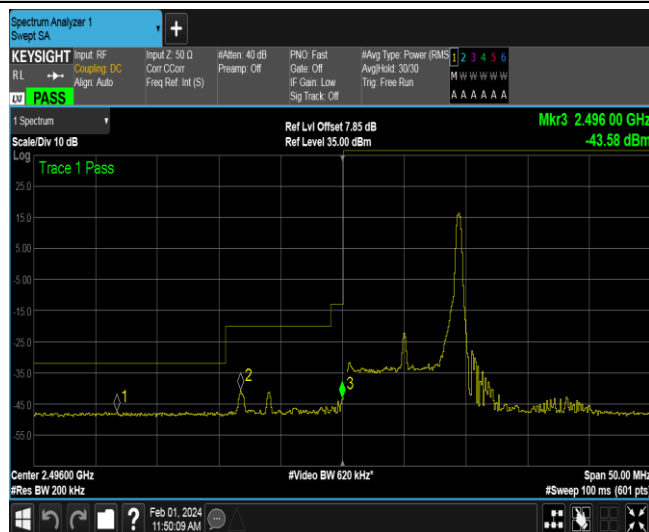 Spectrum Analyzer 1
Swept SA
+
KEYSIGHT
RL
LXI PASS
Input: RF
Coupling: DC
Align: Auto
Input Z: 50 Ω
Corr CCorr
Freq Ref: Int (S)
#Atten: 40 dB
Preamp: Off
PNO: Fast
Gate: Off
IF Gain: Low
Sig Track: Off
#Avg Type: Power (RMS
Avg|Hold: 30/30
Trig: Free Run
1 2 3 4 5 6
M W W W W W
A A A A A A
1 Spectrum
Scale/Div 10 dB
Ref Lvl Offset 7.85 dB
Ref Level 35.00 dBm
Mkr3 2.496 00 GHz
-43.58 dBm
Log
Trace 1 Pass
25.0
15.0
5.00
-5.00
-15.0
-25.0
-35.0
-45.0
-55.0
1
2
3
Center 2.49600 GHz
#Res BW 200 kHz
#Video BW 620 kHz*
Span 50.00 MHz
#Sweep 100 ms (601 pts)
?
Feb 01, 2024
11:50:09 AM